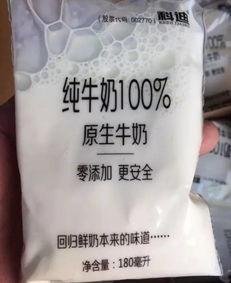 (股票代码:002770)
科迪
纯牛奶100%
原生牛奶
零添加 更安全
回归鲜奶本来的味道……
净含量:180毫升